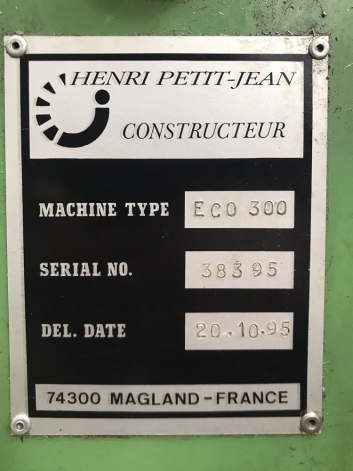 HENRI PETIT-JEAN
CONSTRUCTEUR
MACHINE TYPE ECO 300
SERIAL NO. 38395
DEL. DATE 20.10.95
74300 MAGLAND-FRANCE